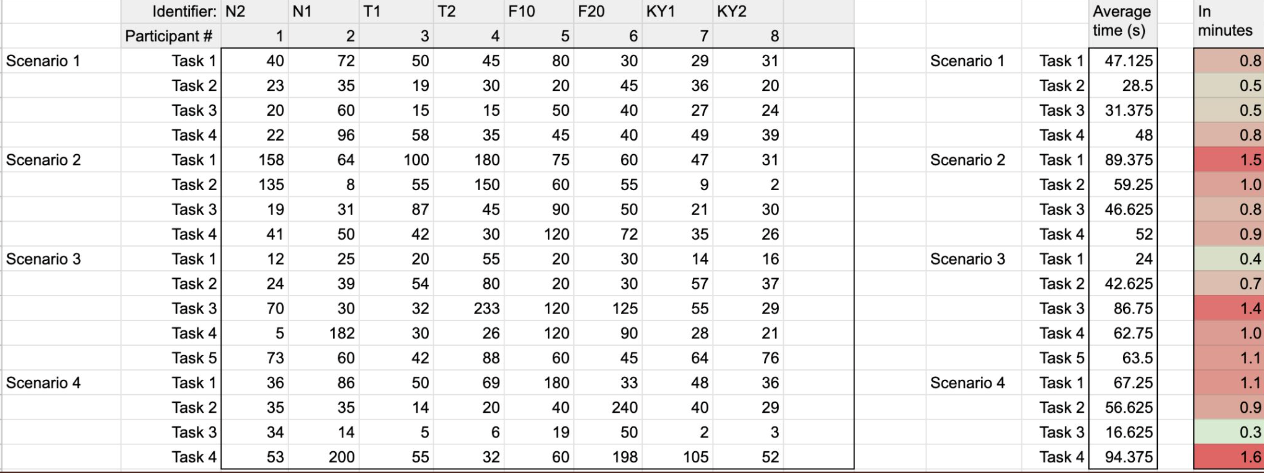 Identifier: N2 N1 T1 T2 F10 F20 KY1 KY2 Average time (s) In minutes
Participant # 1 2 3 4 5 6 7 8
Scenario 1 Task 1 40 72 50 45 80 30 29 31 Scenario 1 Task 1 47.125 0.8
Task 2 23 35 19 30 20 45 36 20 Task 2 28.5 0.5
Task 3 20 60 15 15 50 40 27 24 Task 3 31.375 0.5
Task 4 22 96 58 35 45 40 49 39 Task 4 48 0.8
Scenario 2 Task 1 158 64 100 180 75 60 47 31 Scenario 2 Task 1 89.375 1.5
Task 2 135 8 55 150 60 55 9 2 Task 2 59.25 1.0
Task 3 19 31 87 45 90 50 21 30 Task 3 46.625 0.8
Task 4 41 50 42 30 120 72 35 26 Task 4 52 0.9
Scenario 3 Task 1 12 25 20 55 20 30 14 16 Scenario 3 Task 1 24 0.4
Task 2 24 39 54 80 20 30 57 37 Task 2 42.625 0.7
Task 3 70 30 32 233 120 125 55 29 Task 3 86.75 1.4
Task 4 5 182 30 26 120 90 28 21 Task 4 62.75 1.0
Task 5 73 60 42 88 60 45 64 76 Task 5 63.5 1.1
Scenario 4 Task 1 36 86 50 69 180 33 48 36 Scenario 4 Task 1 67.25 1.1
Task 2 35 35 14 20 40 240 40 29 Task 2 56.625 0.9
Task 3 34 14 5 6 19 50 2 3 Task 3 16.625 0.3
Task 4 53 200 55 32 60 198 105 52 Task 4 94.375 1.6